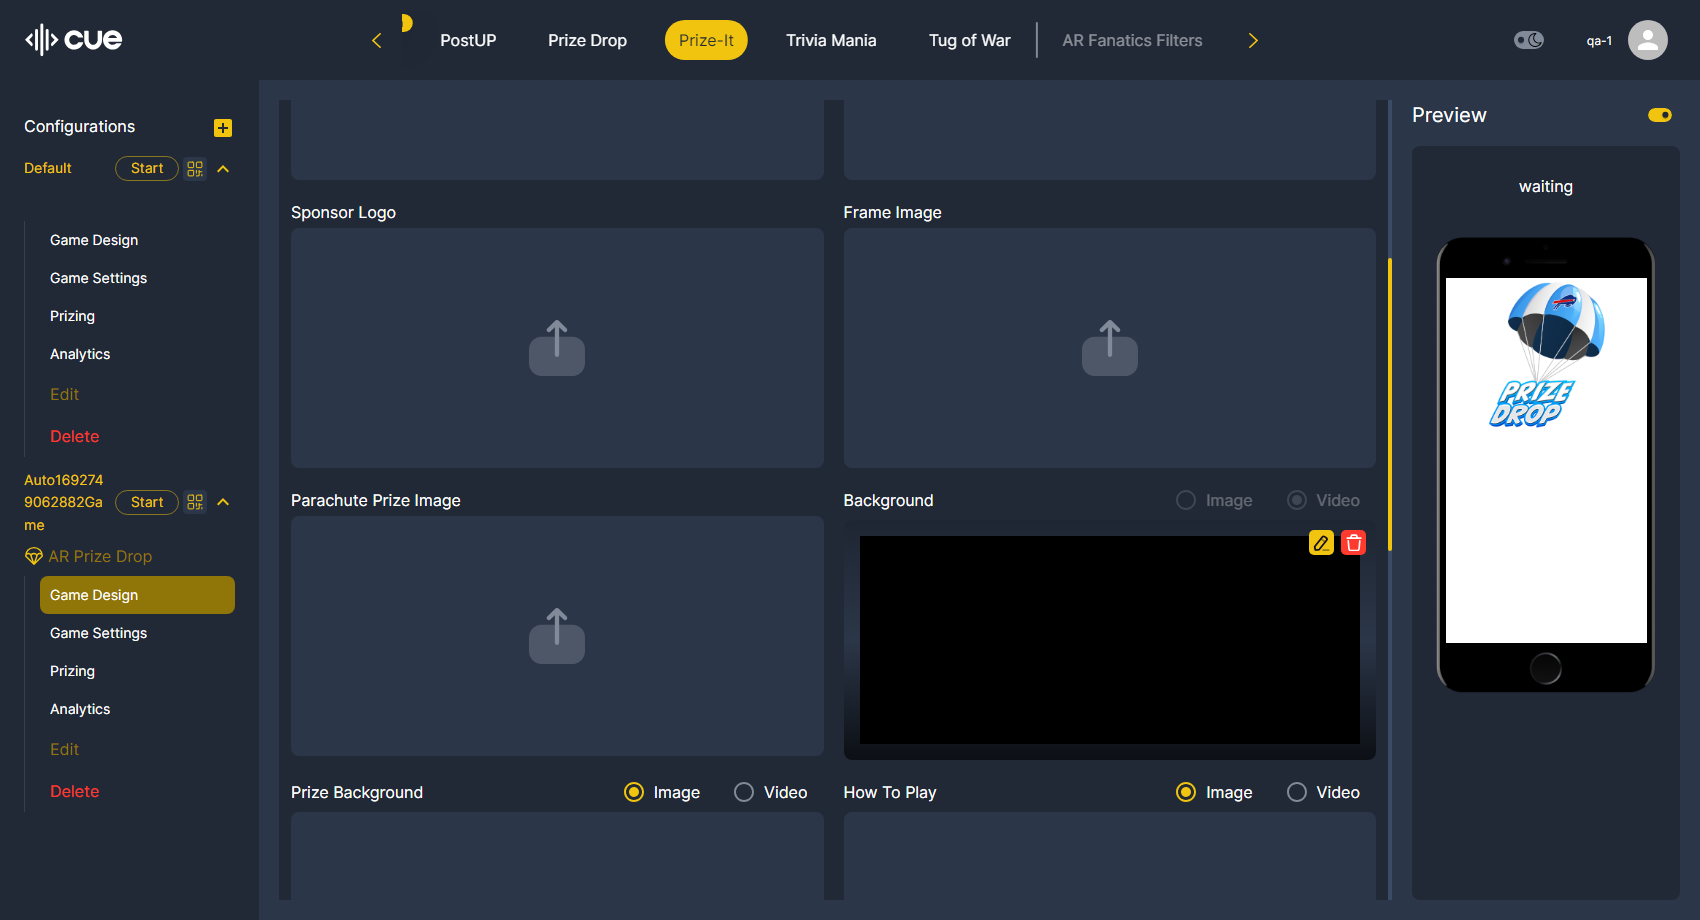 cue
PostUP
Prize Drop
Prize-It
Trivia Mania
Tug of War
AR Fanatics Filters
qa-1
Configurations
Default
Start
Game Design
Game Settings
Prizing
Analytics
Edit
Delete
Auto169274
9062882Ga
me
Start
AR Prize Drop
Game Design
Game Settings
Prizing
Analytics
Edit
Delete
Sponsor Logo
Frame Image
Parachute Prize Image
Background
Image
Video
Prize Background
Image
Video
How To Play
Image
Video
Preview
waiting
PRIZE
DROP